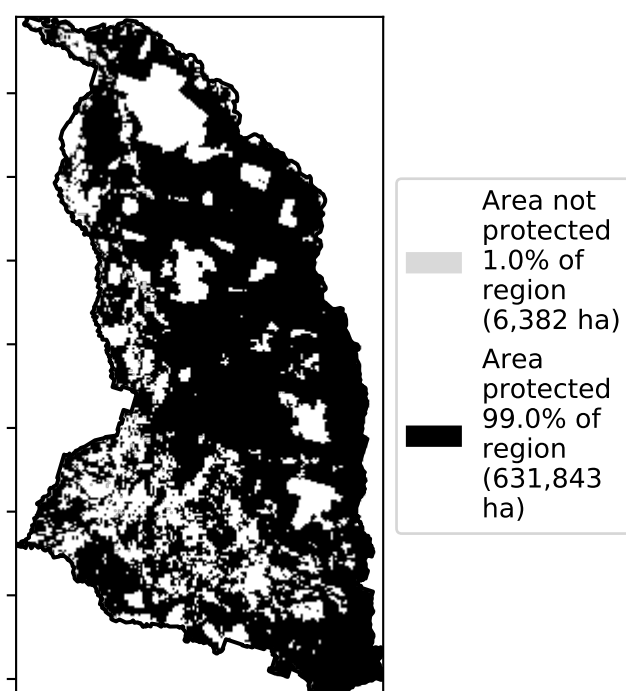 Area not
protected
1.0% of
region
(6,382 ha)
Area
protected
99.0% of
region
(631,843
ha)